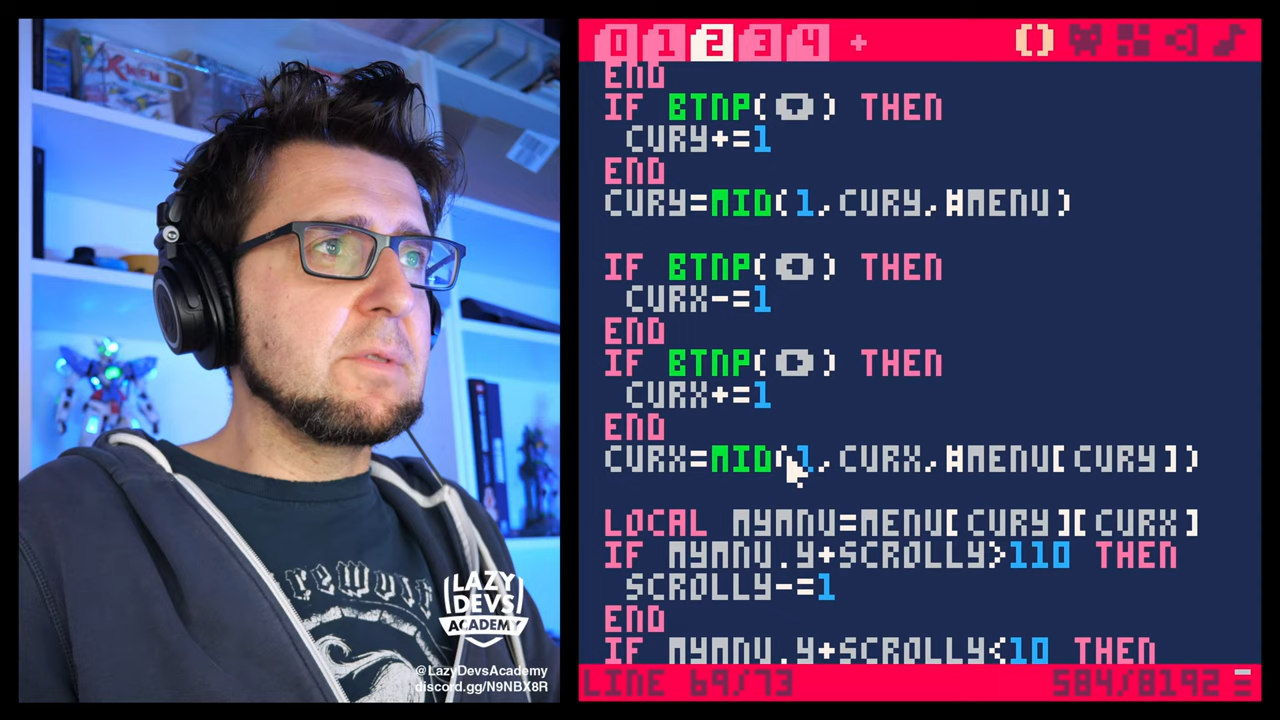 0 1 2 3 4 +
END
IF BTNP(⬇️) THEN
CURY+=1
END
CURY=MID(1,CURY,#MENU)
IF BTNP(⬅️) THEN
CURX-=1
END
IF BTNP(➡️) THEN
CURX+=1
END
CURX=MID(1,CURX,#MENU[CURY])
LOCAL MYMNU=MENU[CURY][CURX]
IF MYMNU.Y+SCROLLY>110 THEN
SCROLLY-=1
END
IF MYMNU.Y+SCROLLY<10 THEN
LINE 69/73
584/8192
LAZY
DEVS
ACADEMY
@LazyDevsAcademy
discord.gg/N9NBX8R